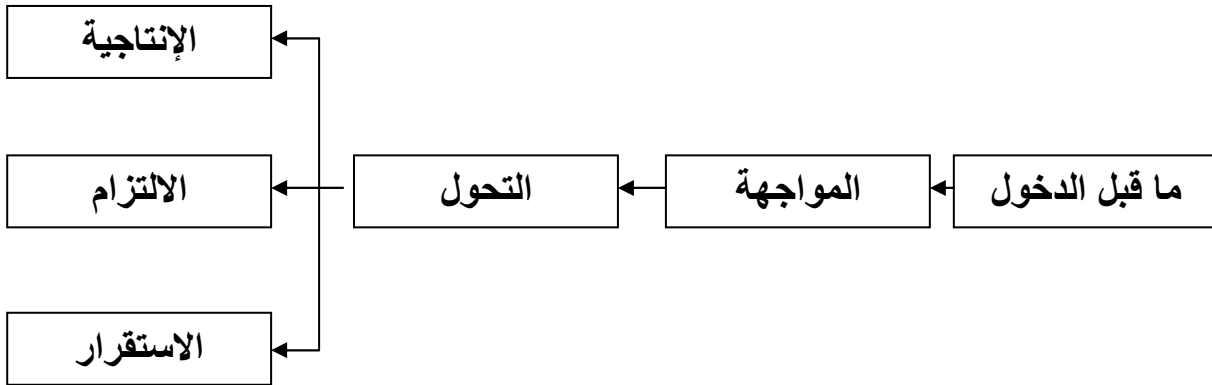 الإنتاجية
ما قبل الدخول
المواجهة
التحول
الالتزام
الاستقرار